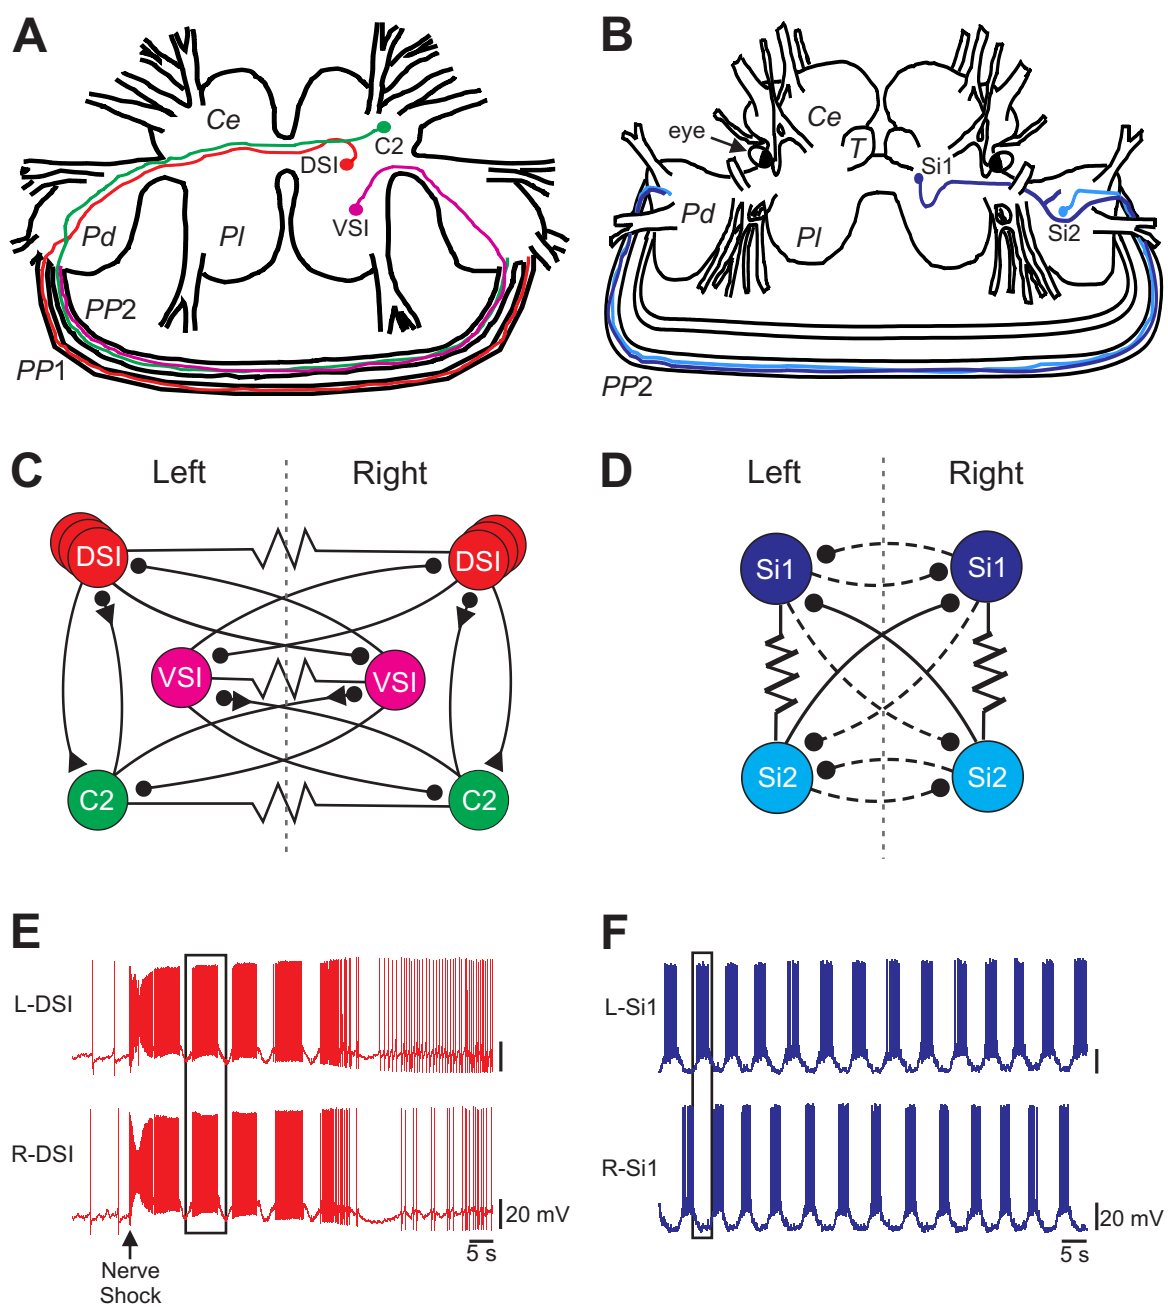 A
B
Ce
C2
DSI
VSI
Pd
Pl
PP2
PP1
eye
Ce
T
Si1
Pd
Pl
Si2
PP2
C
Left
Right
DSI
DSI
VSI
VSI
C2
C2
D
Left
Right
Si1
Si1
Si2
Si2
E
L-DSI
R-DSI
20 mV
5 s
Nerve
Shock
F
L-Si1
R-Si1
20 mV
5 s